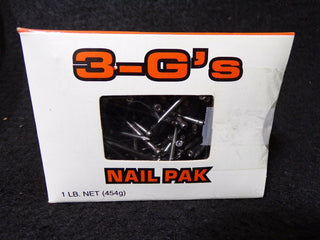 3-G's
NAIL PAK
1 LB. NET (454g)